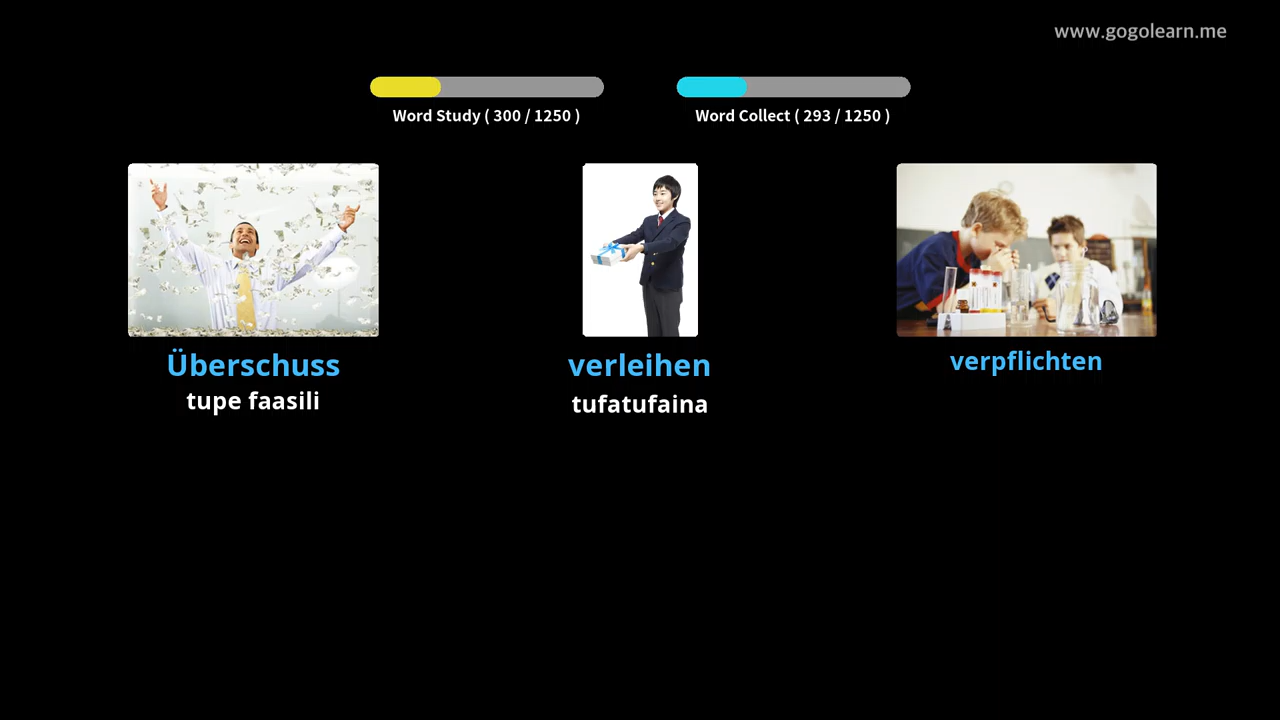 www.gogolearn.me
Word Study ( 300 / 1250 )
Word Collect ( 293 / 1250 )
Überschuss
tupe faasili
verleihen
tufatufaina
verpflichten